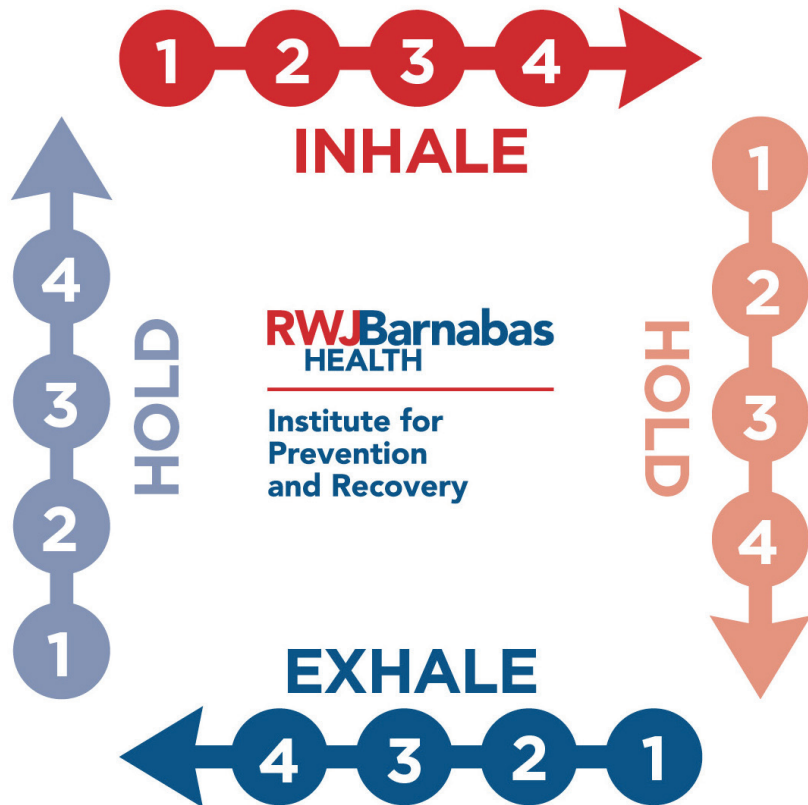 1 2 3 4
INHALE
1
2
3
4
HOLD
RWJBarnabas
HEALTH
Institute for
Prevention
and Recovery
HOLD
4
3
2
1
EXHALE
4 3 2 1